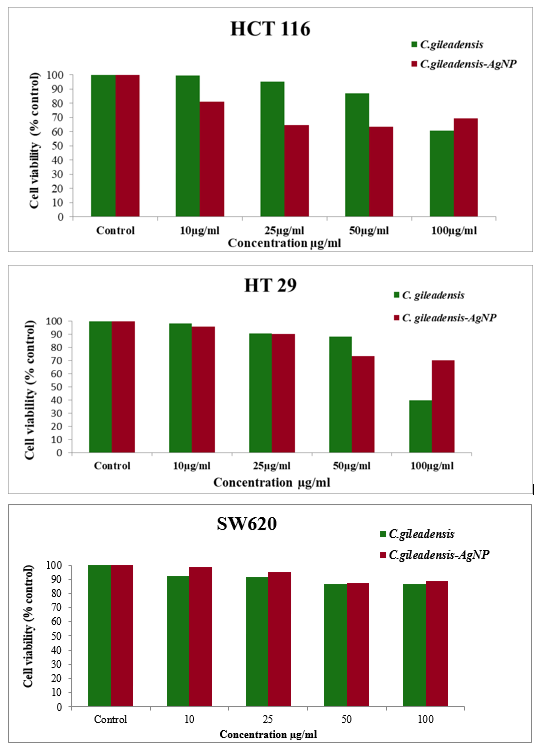 HCT 116
C.gileadensis
C.gileadensis-AgNP
Cell viability (% control)
100
90
80
70
60
50
40
30
20
10
0
Control 10µg/ml 25µg/ml 50µg/ml 100µg/ml
Concentration µg/ml
HT 29
C. gileadensis
C. gileadensis-AgNP
Cell viability (% control)
100
90
80
70
60
50
40
30
20
10
0
Control 10µg/ml 25µg/ml 50µg/ml 100µg/ml
Concentration µg/ml
SW620
C.gileadensis
C.gileadensis-AgNP
Cell viability (% control)
100
90
80
70
60
50
40
30
20
10
0
Control 10 25 50 100
Concentration µg/ml